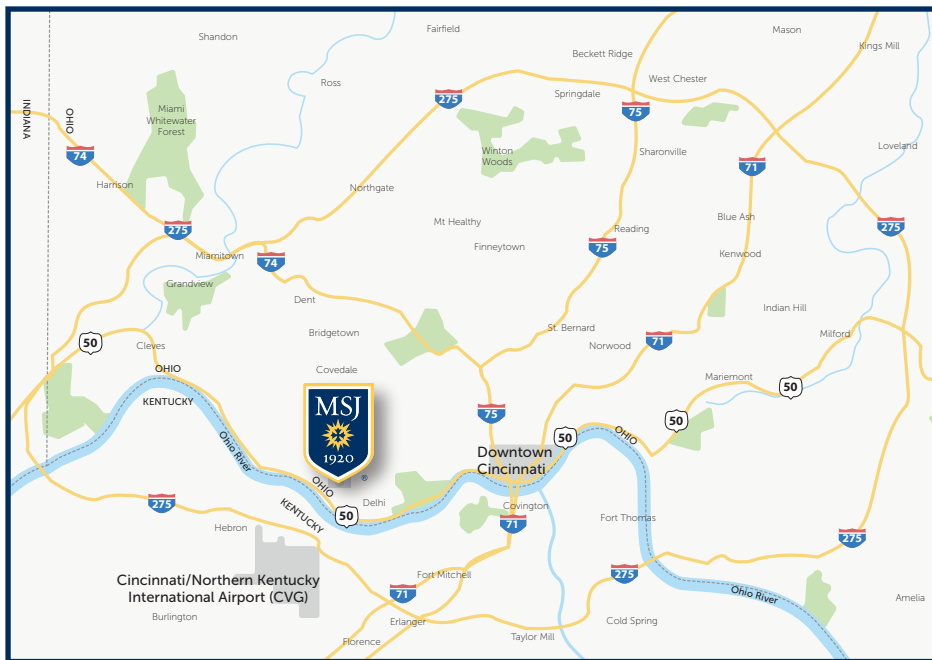 Shandon
Fairfield
Mason
Kings Mill
Beckett Ridge
West Chester
Ross
Springdale
275
75
INDIANA
OHIO
Miami
Whitewater
Forest
74
Winton
Woods
Sharonville
Loveland
71
Harrison
Northgate
275
Mt Healthy
Blue Ash
275
Reading
Finneytown
75
Miamitown
74
Kenwood
Grandview
Dent
Indian Hill
Bridgetown
St. Bernard
Milford
50
Cleves
Norwood
71
OHIO
Covedale
Mariemont
50
KENTUCKY
MSJ
1920
®
75
50
50
OHIO
Ohio River
Downtown
Cincinnati
OHIO
KENTUCKY
Delhi
275
50
Covington
Fort Thomas
71
Hebron
275
Cincinnati/Northern Kentucky
International Airport (CVG)
Fort Mitchell
275
71
Ohio River
Amelia
Burlington
Erlanger
Cold Spring
Florence
Taylor Mill